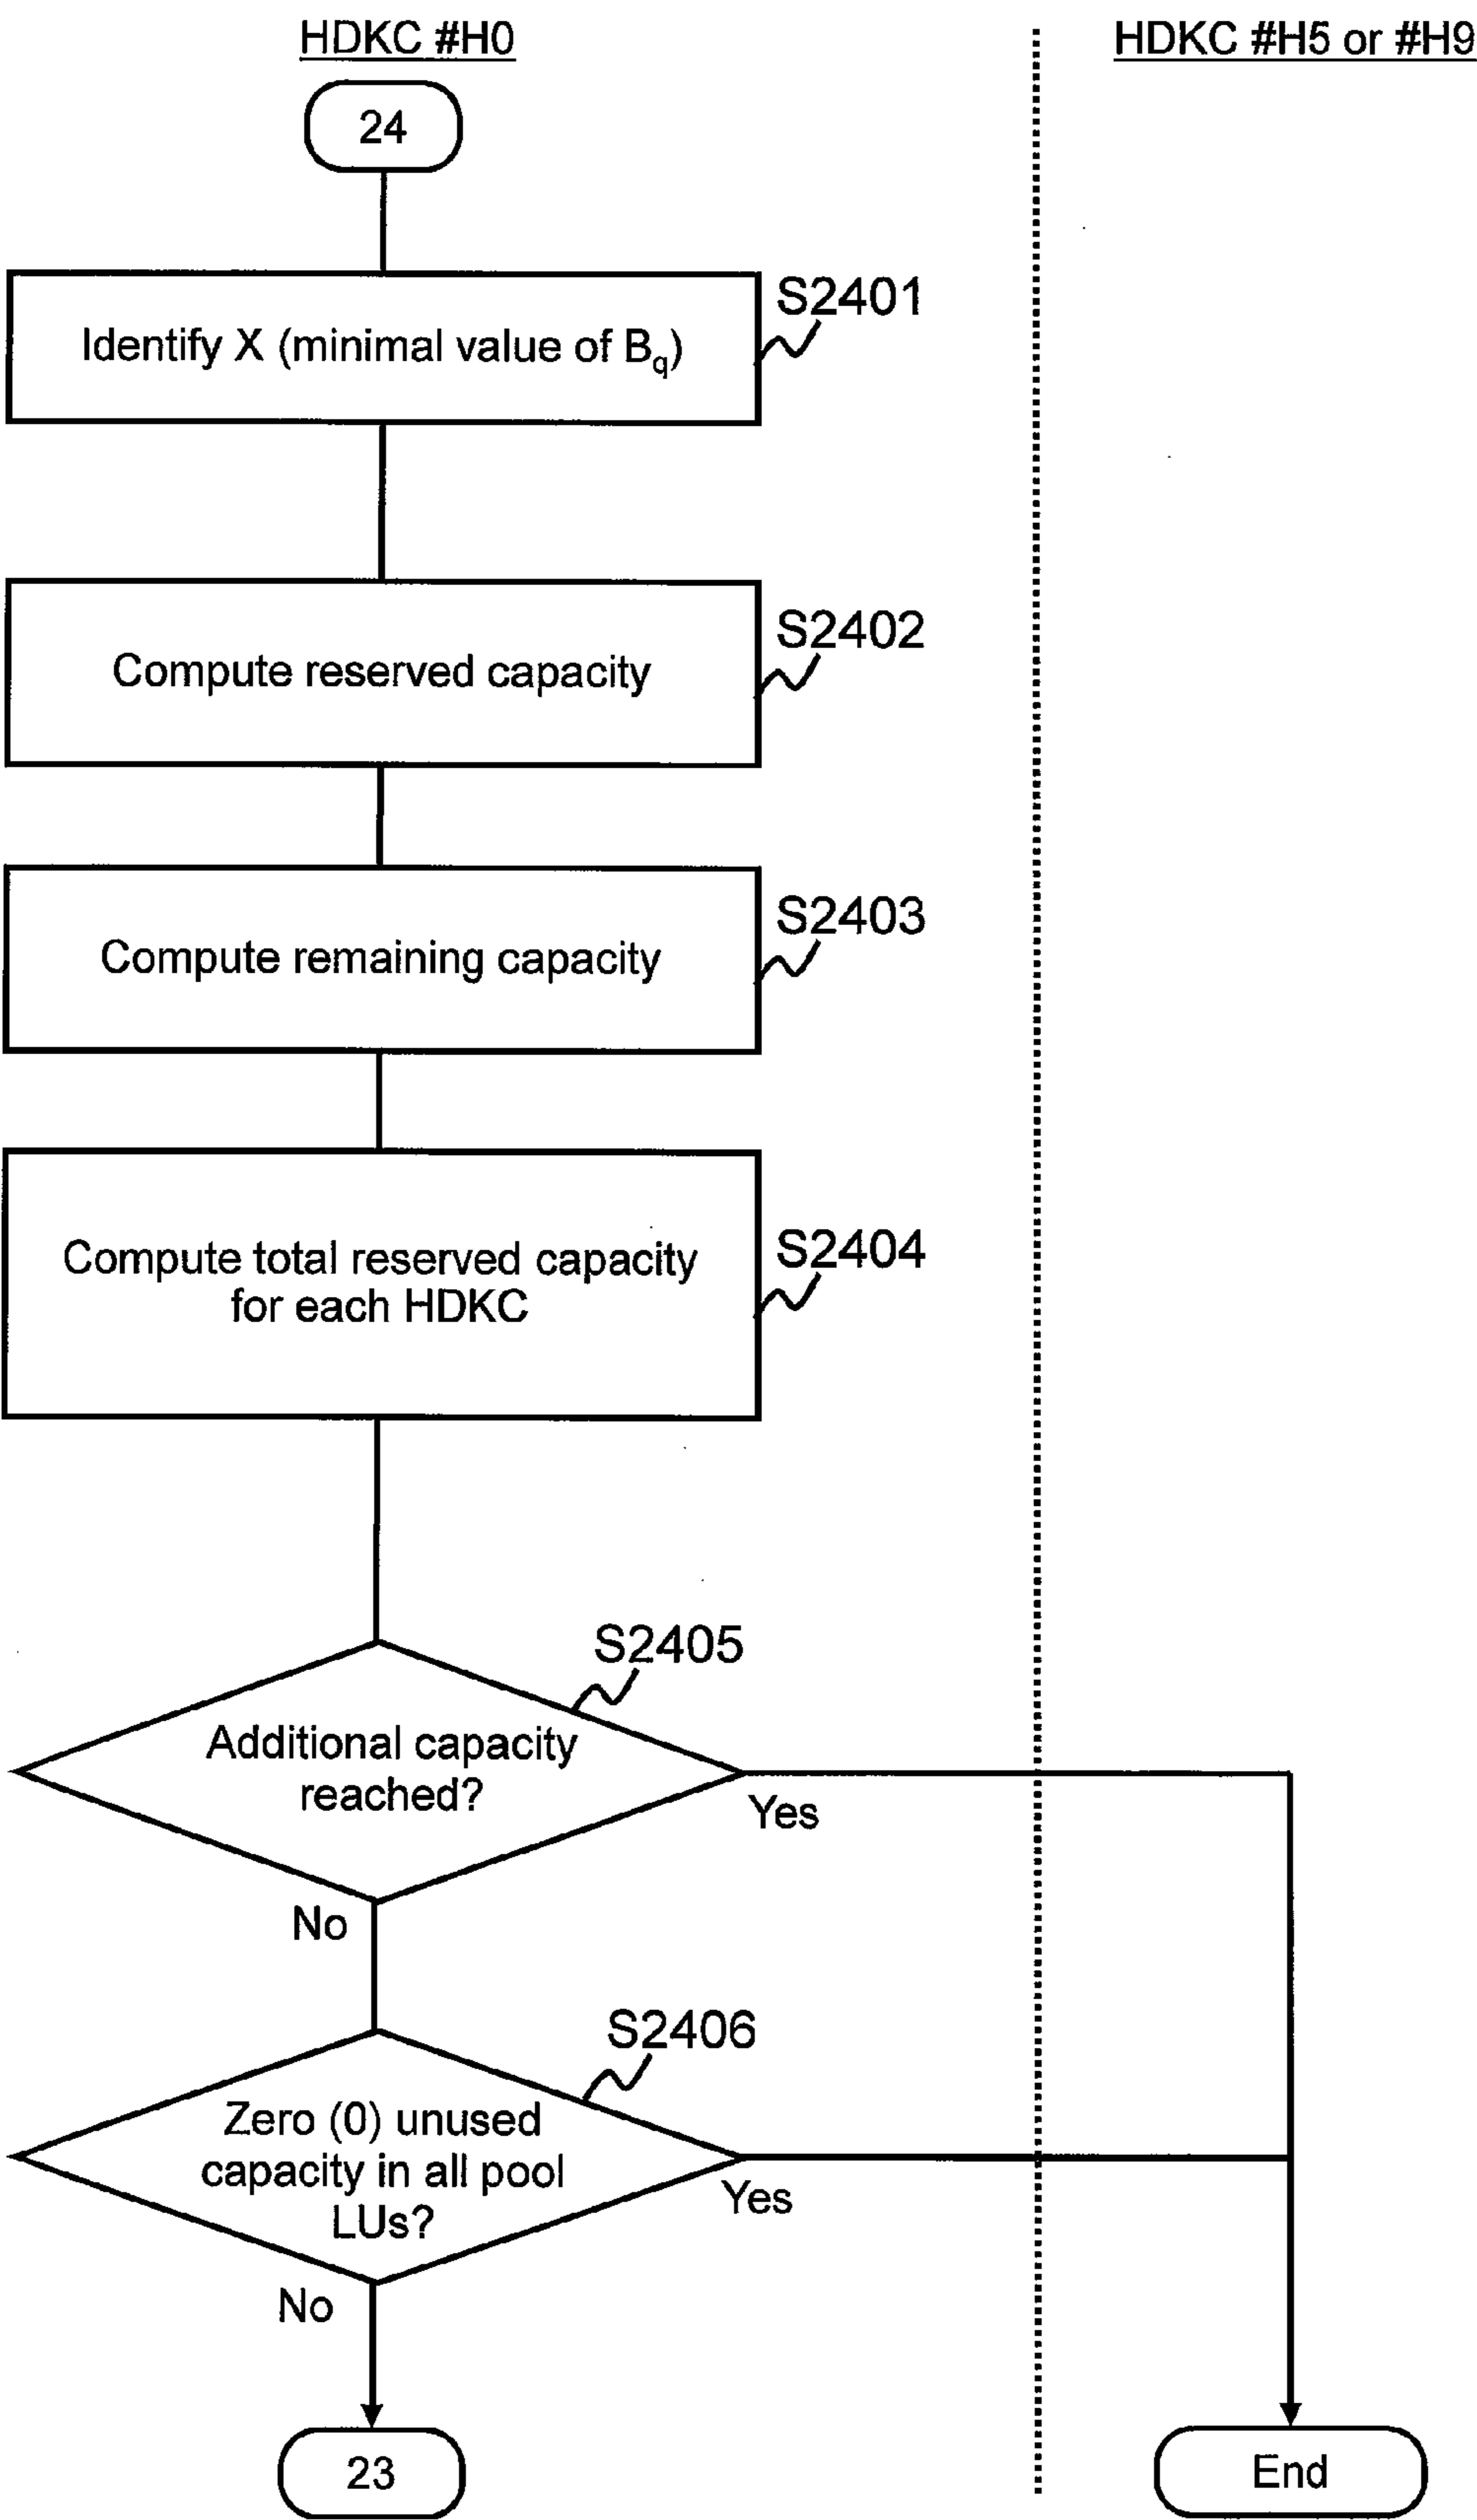 HDKC #H0
HDKC #H5 or #H9
24
S2401
Identify X (minimal value of Bq)
S2402
Compute reserved capacity
S2403
Compute remaining capacity
S2404
Compute total reserved capacity
for each HDKC
S2405
Additional capacity
reached?
Yes
No
S2406
Zero (0) unused
capacity in all pool
LUs?
Yes
No
23
End